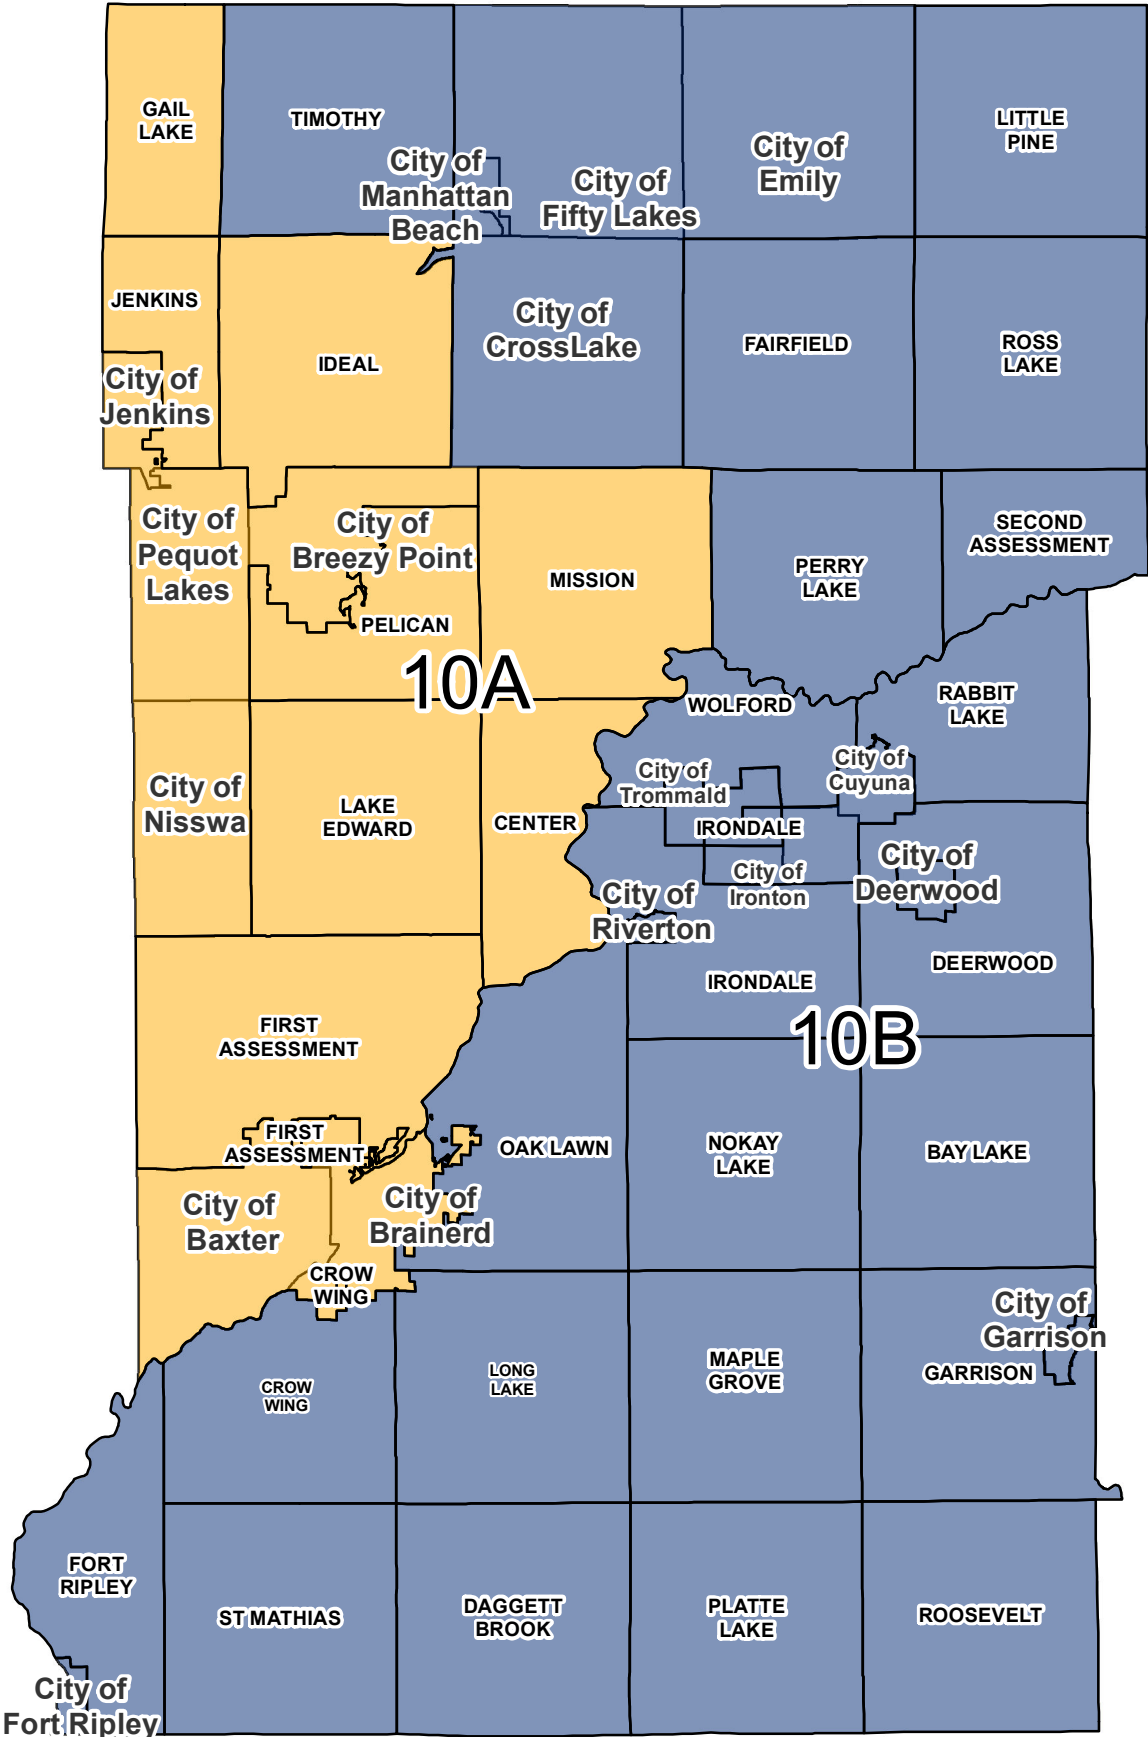 GAIL
LAKE
TIMOTHY
LITTLE
PINE
City of
Manhattan
Beach
City of
Fifty Lakes
City of
Emily
JENKINS
IDEAL
City of
CrossLake
FAIRFIELD
ROSS
LAKE
City of
Jenkins
City of
Pequot
Lakes
City of
Breezy Point
PELICAN
MISSION
PERRY
LAKE
SECOND
ASSESSMENT
10A
WOLFORD
RABBIT
LAKE
City of
Nisswa
LAKE
EDWARD
CENTER
City of
Trommald
City of
Cuyuna
IRONDALE
City of
Ironton
City of
Deerwood
City of
Riverton
IRONDALE
DEERWOOD
10B
FIRST
ASSESSMENT
FIRST
ASSESSMENT
OAK LAWN
NOKAY
LAKE
BAY LAKE
City of
Baxter
City of
Brainerd
CROW
WING
City of
Garrison
GARRISON
CROW
WING
LONG
LAKE
MAPLE
GROVE
FORT
RIPLEY
ST MATHIAS
DAGGETT
BROOK
PLATTE
LAKE
ROOSEVELT
City of
Fort Ripley